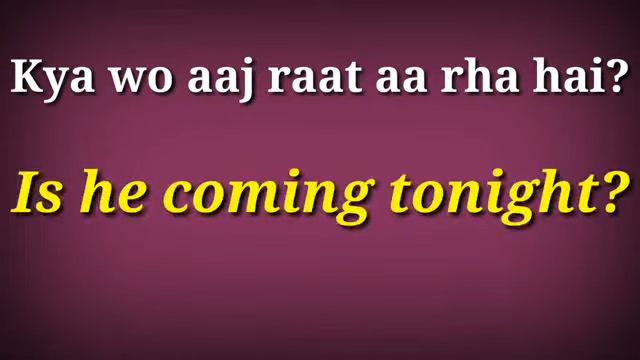 Kya wo aaj raat aa rha hai?
Is he coming tonight?